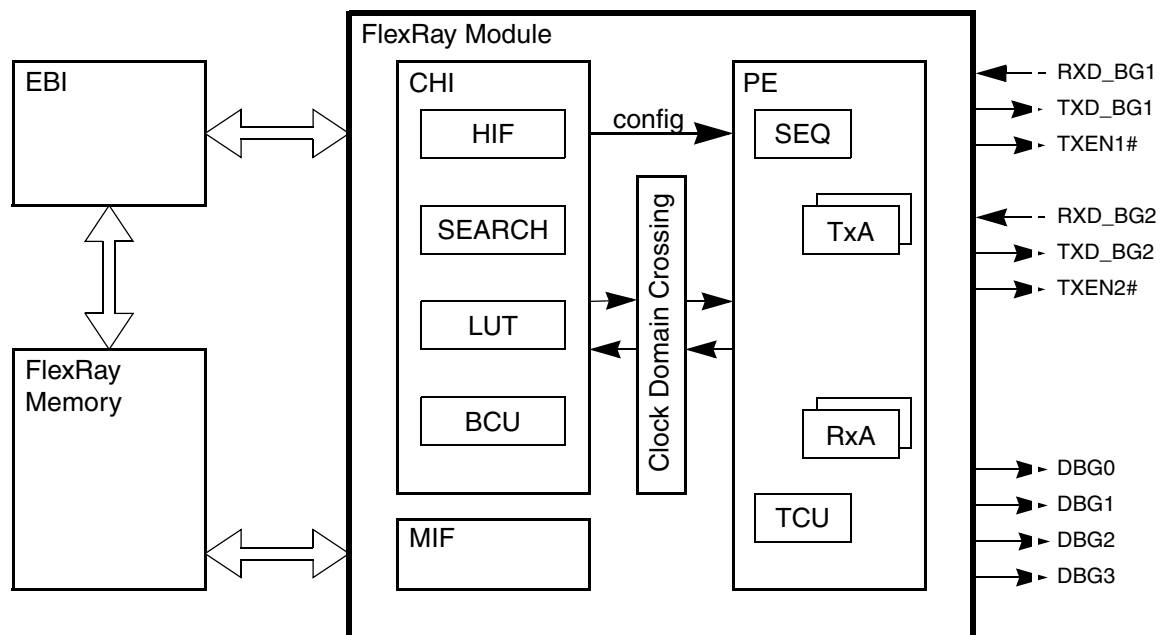 FlexRay Module
EBI
CHI
PE
HIF
config
SEQ
SEARCH
TxA
LUT
Clock Domain Crossing
BCU
RxA
TCU
FlexRay
Memory
MIF
RXD_BG1
TXD_BG1
TXEN1#
RXD_BG2
TXD_BG2
TXEN2#
DBG0
DBG1
DBG2
DBG3